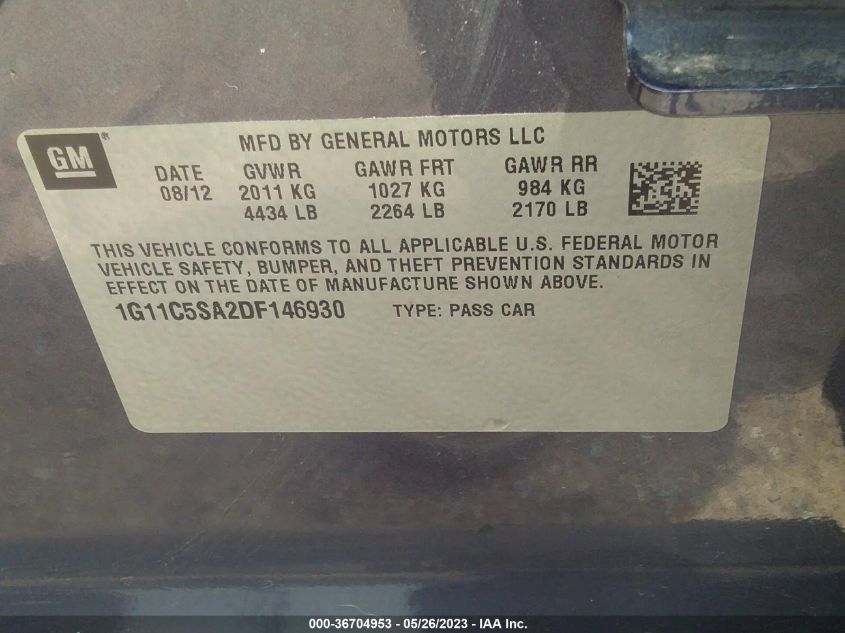 GM ® MFD BY GENERAL MOTORS LLC
DATE GVWR GAWR FRT GAWR RR
08/12 2011 KG 1027 KG 984 KG
4434 LB 2264 LB 2170 LB
THIS VEHICLE CONFORMS TO ALL APPLICABLE U.S. FEDERAL MOTOR
VEHICLE SAFETY, BUMPER, AND THEFT PREVENTION STANDARDS IN
EFFECT ON THE DATE OF MANUFACTURE SHOWN ABOVE.
1G11C5SA2DF146930 TYPE: PASS CAR
000-36704953 - 05/26/2023 - IAA Inc.